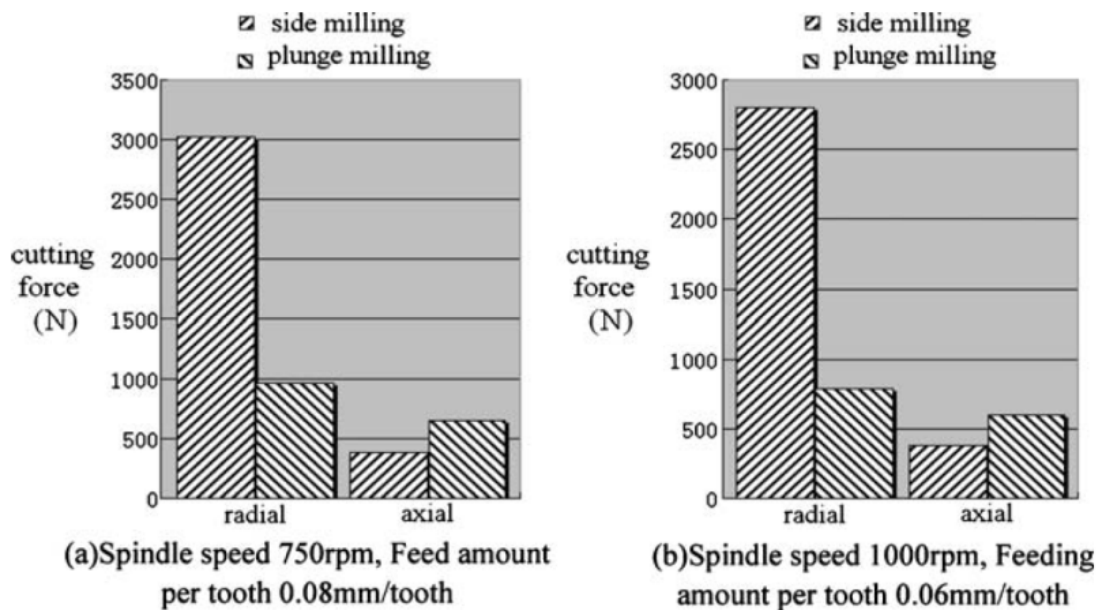 side milling
plunge milling
3500
3000
2500
2000
1500
1000
500
0
cutting
force
(N)
radial axial
(a)Spindle speed 750rpm, Feed amount
per tooth 0.08mm/tooth
side milling
plunge milling
3000
2500
2000
1500
1000
500
0
cutting
force
(N)
radial axial
(b)Spindle speed 1000rpm, Feeding
amount per tooth 0.06mm/tooth